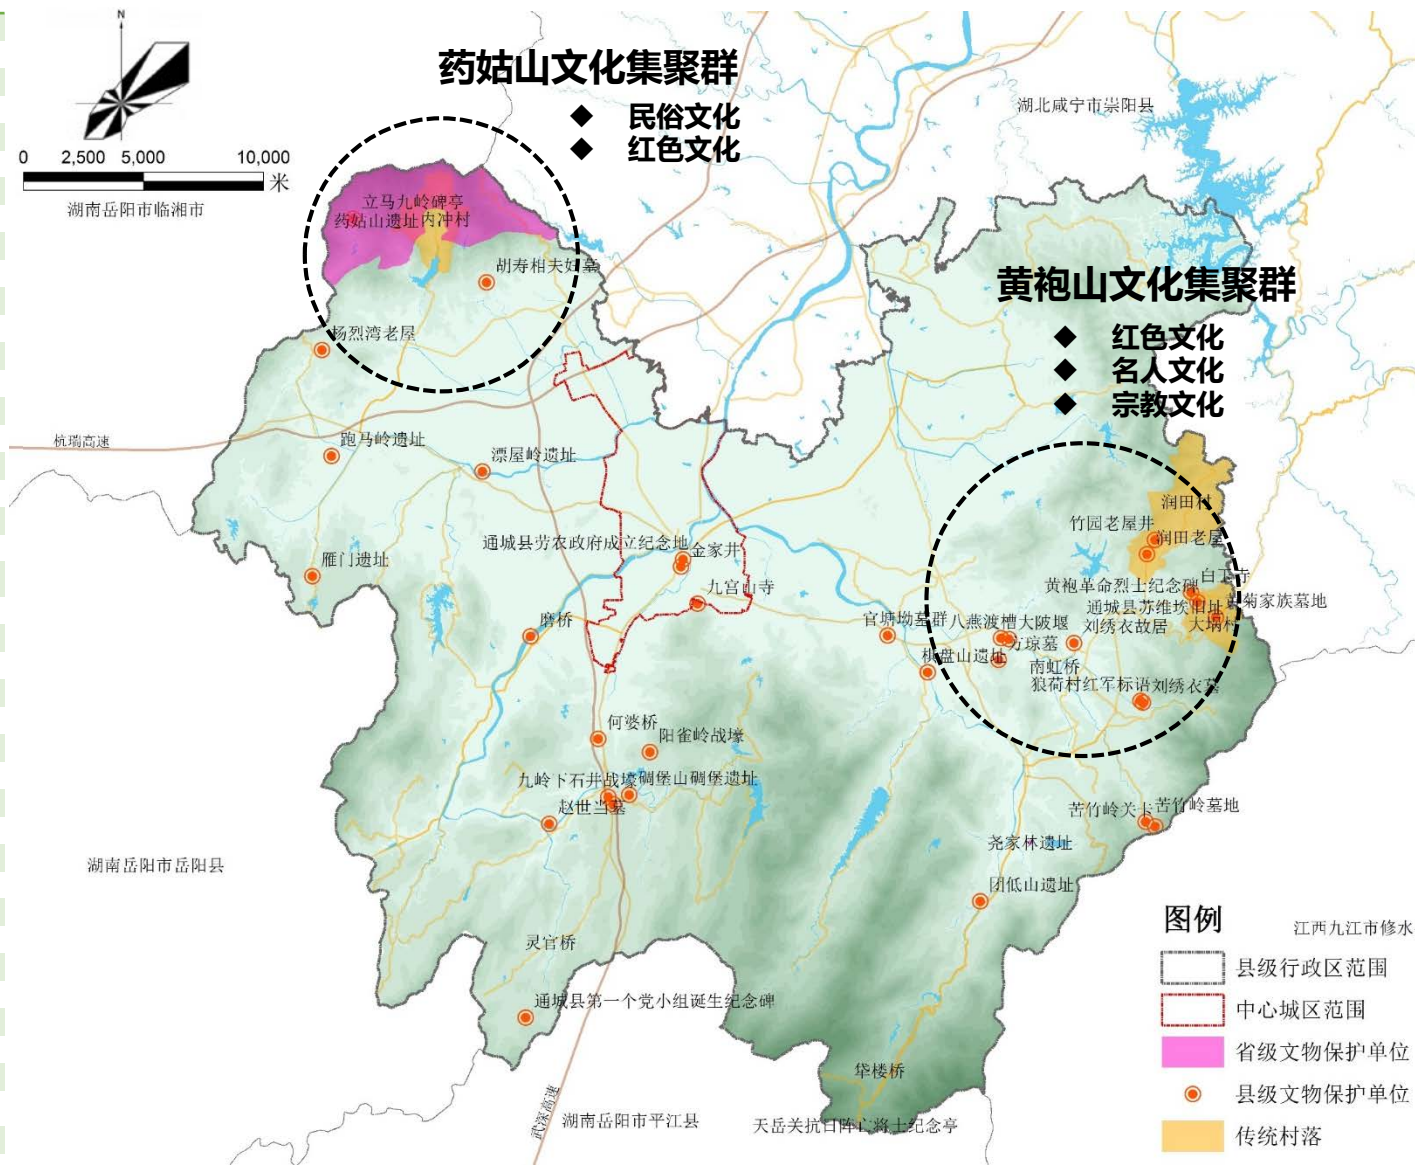 N
药姑山文化集聚群
◆ 民俗文化
◆ 红色文化
湖北咸宁市崇阳县
0 2,500 5,000 10,000
米
湖南岳阳市临湘市
立马九岭碑亭
药姑山遗址
内冲村
胡寿相夫妇墓
黄袍山文化集聚群
◆ 红色文化
◆ 名人文化
◆ 宗教文化
杨烈湾老屋
杭瑞高速
跑马岭遗址
漂屋岭遗址
润田村
竹园老屋井
润田老屋
通城县劳农政府成立纪念地
金家井
雁门遗址
九宫山寺
黄袍革命烈士纪念碑
白丁寺
通城县苏维埃旧址
黄菊家族墓地
大埚村
磨桥
官塘坳墓群
八燕渡槽
大陂堰
刘绣衣故居
方琼墓
棋盘山遗址
南虹桥
狼荷村红军标语
刘绣衣墓
何婆桥
阳雀岭战壕
九岭下石井战壕
碉堡山碉堡遗址
赵世当墓
苦竹岭关卡
苦竹岭墓地
尧家林遗址
湖南岳阳市岳阳县
团低山遗址
灵官桥
通城县第一个党小组诞生纪念碑
牮楼桥
武深高速
湖南岳阳市平江县
天岳关抗日阵亡将士纪念亭
图例
江西九江市修水
县级行政区范围
中心城区范围
省级文物保护单位
县级文物保护单位
传统村落